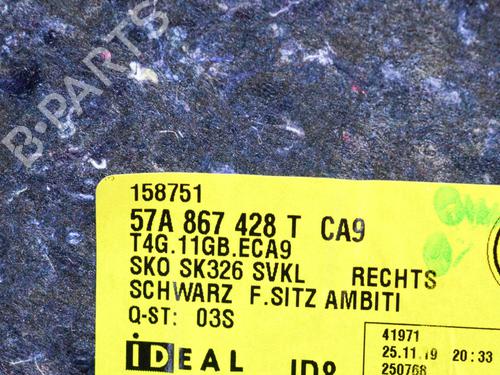 B-PARTS
158751
57A 867 428 T CA9
T4G.11GB.ECA9
SKO SK326 SVKL RECHTS
SCHWARZ F.SITZ AMBITI
Q-ST: 03S
iDEAL ID8
41971
25.11.19 20:33
250768